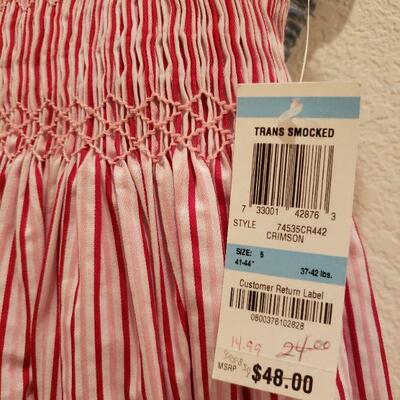 TRANS SMOCKED
7 33001 42876 3
STYLE 74535CR442
CRIMSON
SIZE: 5
41-44" 37-42 lbs.
Customer Return Label
0800376102828
14.99 24.00
MSRP $48.00